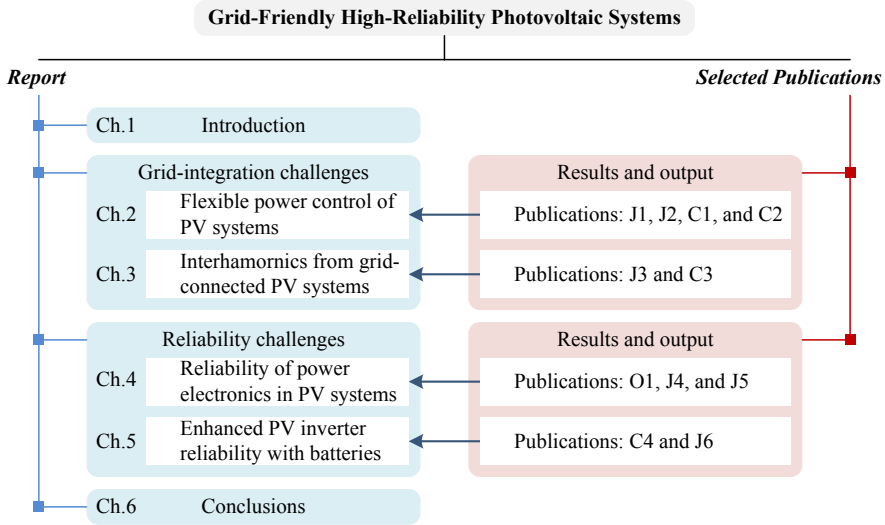 Grid-Friendly High-Reliability Photovoltaic Systems
Report
Selected Publications
Ch.1 Introduction
Grid-integration challenges
Results and output
Ch.2
Flexible power control of
PV systems
Publications: J1, J2, C1, and C2
Ch.3
Interhamornics from grid-
connected PV systems
Publications: J3 and C3
Reliability challenges
Results and output
Ch.4
Reliability of power
electronics in PV systems
Publications: O1, J4, and J5
Ch.5
Enhanced PV inverter
reliability with batteries
Publications: C4 and J6
Ch.6 Conclusions